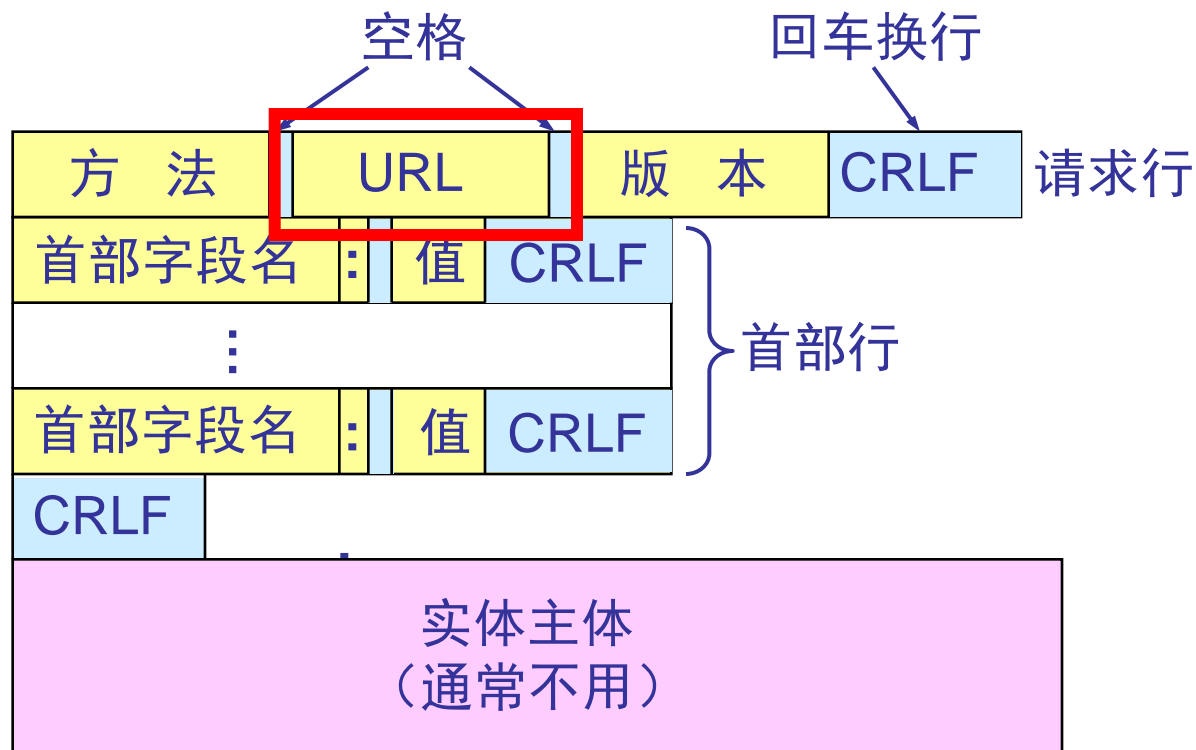 空格 回车换行
方 法 URL 版 本 CRLF 请求行
首部字段名 : 值 CRLF
⋮ 首部行
首部字段名 : 值 CRLF
CRLF
实体主体
（通常不用）